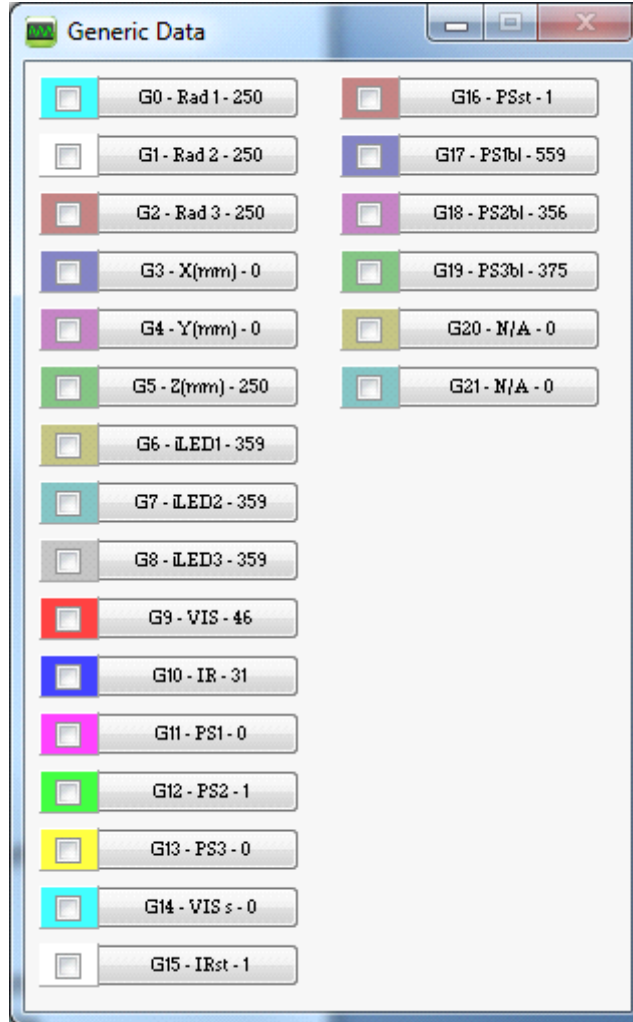 Generic Data
G0 - Rad 1 - 250
G1 - Rad 2 - 250
G2 - Rad 3 - 250
G3 - X(mm) - 0
G4 - Y(mm) - 0
G5 - Z(mm) - 250
G6 - iLED1 - 359
G7 - iLED2 - 359
G8 - iLED3 - 359
G9 - VIS - 46
G10 - IR - 31
G11 - PS1 - 0
G12 - PS2 - 1
G13 - PS3 - 0
G14 - VIS s - 0
G15 - IRst - 1
G16 - PSst - 1
G17 - PS1bl - 559
G18 - PS2bl - 356
G19 - PS3bl - 375
G20 - N/A - 0
G21 - N/A - 0